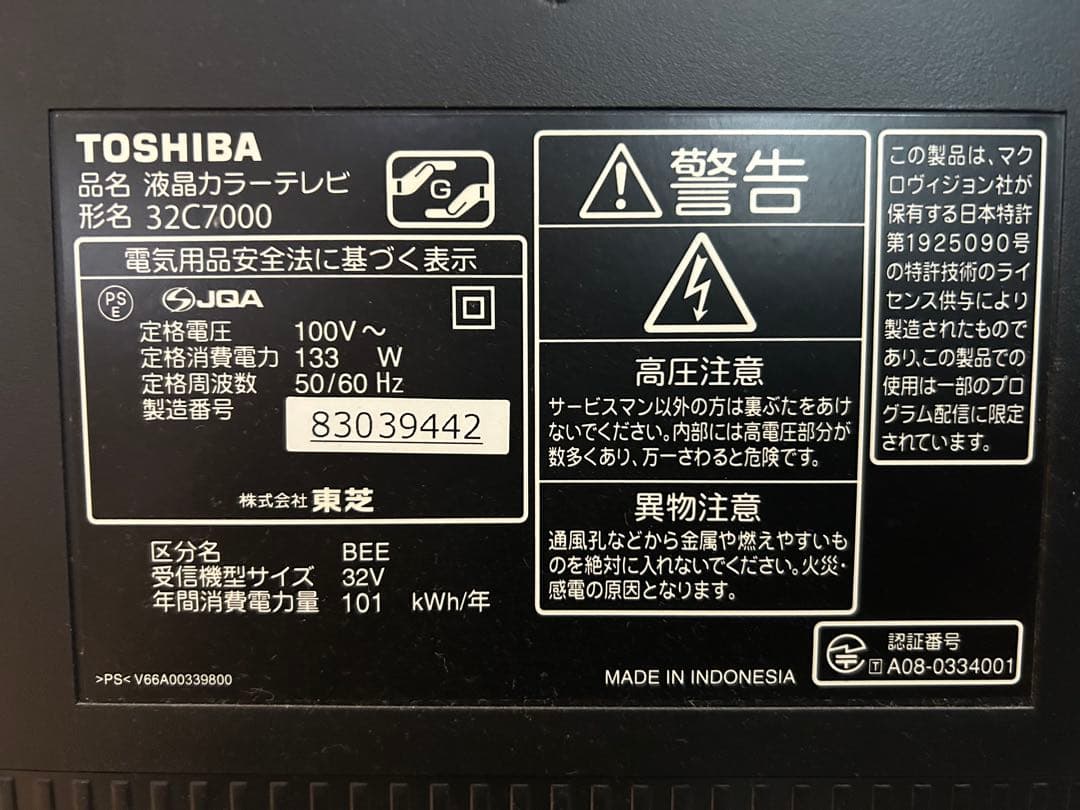 TOSHIBA
品名 液晶カラーテレビ
形名 32C7000
G
電気用品安全法に基づく表示
PS
E
JQA
定格電圧 100V～
定格消費電力 133 W
定格周波数 50/60 Hz
製造番号
83039442
株式会社 東芝
区分名 BEE
受信機型サイズ 32V
年間消費電力量 101 kWh/年
>PS< V66A00339800
警告
高圧注意
サービスマン以外の方は裏ぶたをあけ
ないでください。内部には高電圧部分が
数多くあり、万一さわると危険です。
異物注意
通風孔などから金属や燃えやすいも
のを絶対に入れないでください。火災・
感電の原因となります。
MADE IN INDONESIA
この製品は、マク
ロヴィジョン社が
保有する日本特許
第1925090号
の特許技術のライ
センス供与により
製造されたもので
あり、この製品での
使用は一部のプロ
グラム配信に限定
されています。
認証番号
T A08-0334001